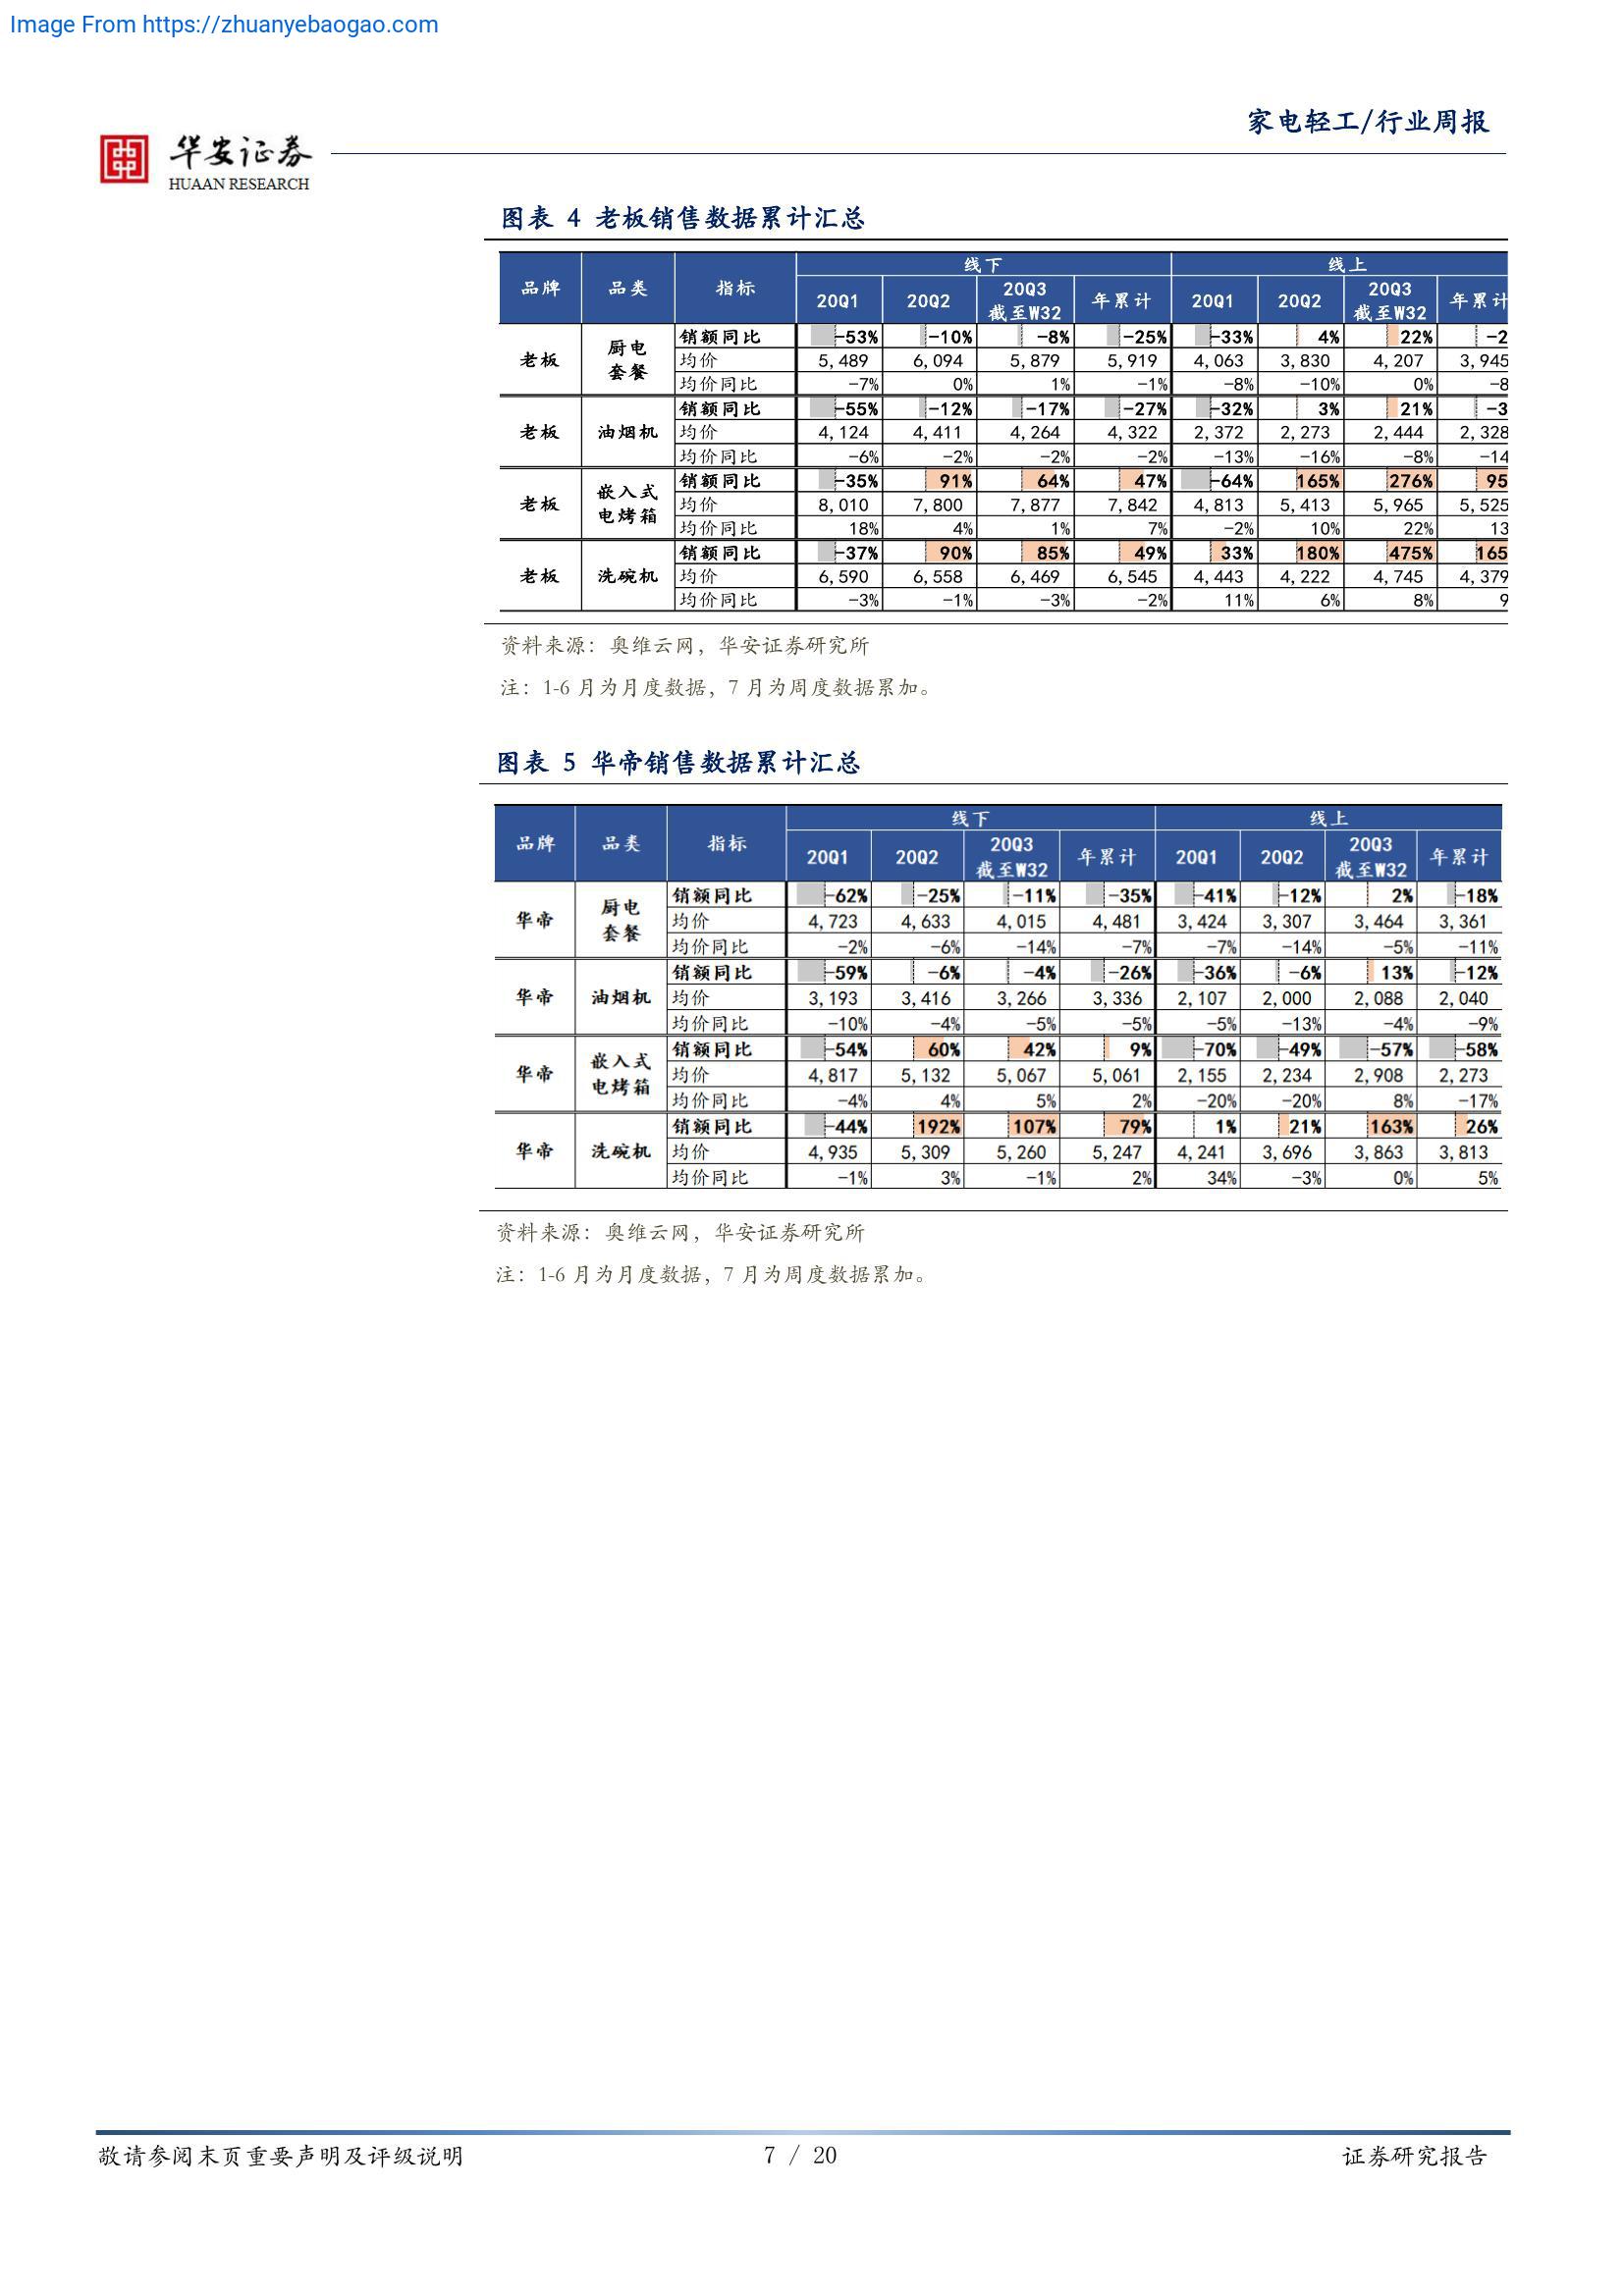 Image From https://zhuanyebaogao.com
家电轻工/行业周报
华安证券
HUAAN RESEARCH
图表 4 老板销售数据累计汇总
品牌 品类 指标 线下 线上
20Q1 20Q2 20Q3 截至W32 年累计 20Q1 20Q2 20Q3 截至W32 年累计
老板 厨电套餐 销额同比 -53% -10% -8% -25% -33% 4% 22% -2
均价 5,489 6,094 5,879 5,919 4,063 3,830 4,207 3,945
均价同比 -7% 0% 1% -1% -8% -10% 0% -8
老板 油烟机 销额同比 -55% -12% -17% -27% -32% 3% 21% -3
均价 4,124 4,411 4,264 4,322 2,372 2,273 2,444 2,328
均价同比 -6% -2% -2% -2% -13% -16% -8% -14
老板 嵌入式电烤箱 销额同比 -35% 91% 64% 47% -64% 165% 276% 95
均价 8,010 7,800 7,877 7,842 4,813 5,413 5,965 5,525
均价同比 18% 4% 1% 7% -2% 10% 22% 13
老板 洗碗机 销额同比 -37% 90% 85% 49% 33% 180% 475% 165
均价 6,590 6,558 6,469 6,545 4,443 4,222 4,745 4,379
均价同比 -3% -1% -3% -2% 11% 6% 8% 9
资料来源：奥维云网，华安证券研究所
注：1-6 月为月度数据，7 月为周度数据累加。
图表 5 华帝销售数据累计汇总
品牌 品类 指标 线下 线上
20Q1 20Q2 20Q3 截至W32 年累计 20Q1 20Q2 20Q3 截至W32 年累计
华帝 厨电套餐 销额同比 -62% -25% -11% -35% -41% -12% 2% -18%
均价 4,723 4,633 4,015 4,481 3,424 3,307 3,464 3,361
均价同比 -2% -6% -14% -7% -7% -14% -5% -11%
华帝 油烟机 销额同比 -59% -6% -4% -26% -36% -6% 13% -12%
均价 3,193 3,416 3,266 3,336 2,107 2,000 2,088 2,040
均价同比 -10% -4% -5% -5% -5% -13% -4% -9%
华帝 嵌入式电烤箱 销额同比 -54% 60% 42% 9% -70% -49% -57% -58%
均价 4,817 5,132 5,067 5,061 2,155 2,234 2,908 2,273
均价同比 -4% 4% 5% 2% -20% -20% 8% -17%
华帝 洗碗机 销额同比 -44% 192% 107% 79% 1% 21% 163% 26%
均价 4,935 5,309 5,260 5,247 4,241 3,696 3,863 3,813
均价同比 -1% 3% -1% 2% 34% -3% 0% 5%
资料来源：奥维云网，华安证券研究所
注：1-6 月为月度数据，7 月为周度数据累加。
敬请参阅末页重要声明及评级说明
7 / 20
证券研究报告